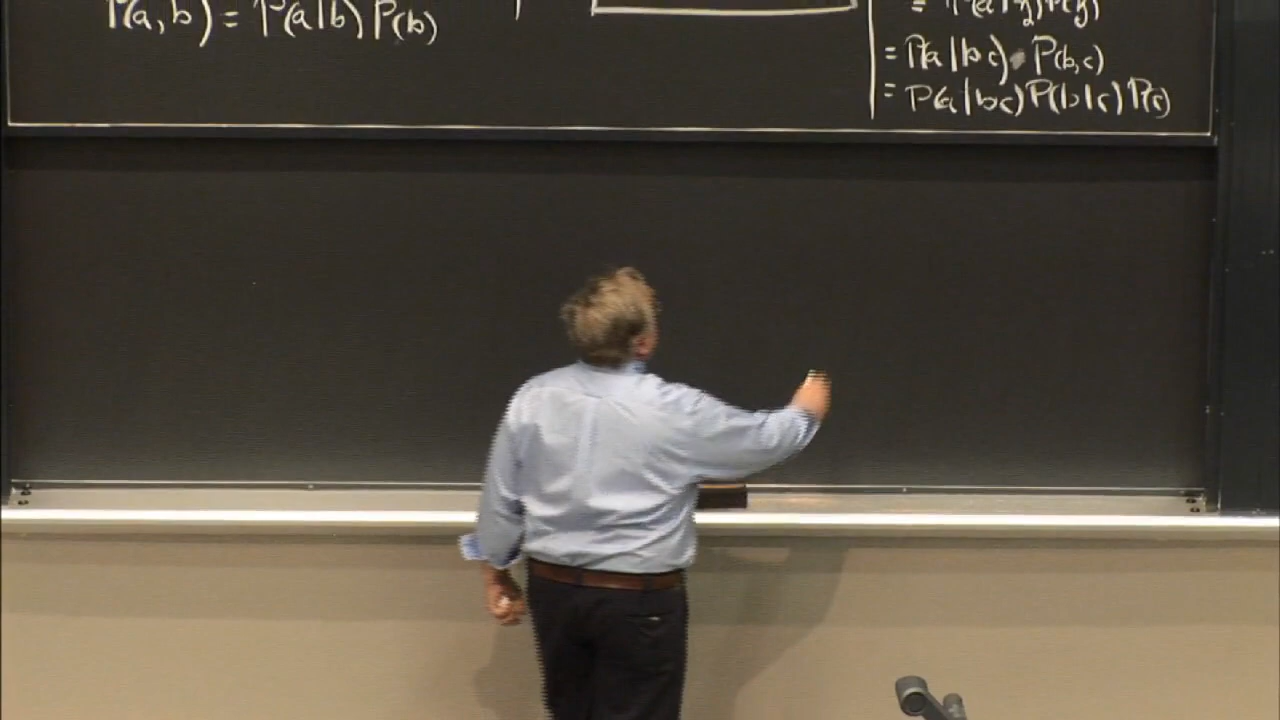 P(a,b) = P(a|b) P(b)
= P(a|y)P(y)
= P(a|bc) P(b,c)
= P(a|bc)P(b|c)P(c)